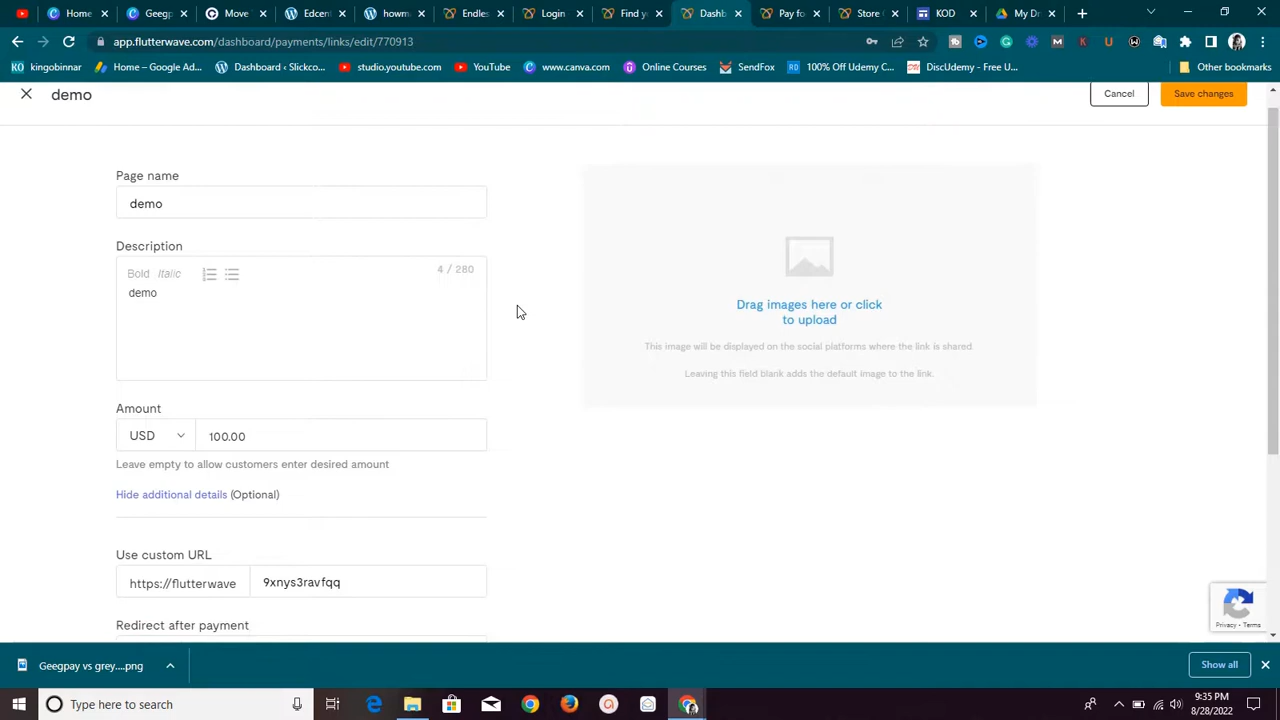 Home
Geegp
Move
Edcent
howm
Endles
Login
Find y
Dashb
Pay fo
Store
KOD
My Dr
app.flutterwave.com/dashboard/payments/links/edit/770913
kingobinnar
Home – Google Ad...
Dashboard ‹ Slickco...
studio.youtube.com
YouTube
www.canva.com
Online Courses
SendFox
100% Off Udemy C...
DiscUdemy - Free U...
Other bookmarks
demo
Cancel
Save changes
Page name
demo
Description
Bold Italic
4 / 280
demo
Drag images here or click
to upload
This image will be displayed on the social platforms where the link is shared.
Leaving this field blank adds the default image to the link.
Amount
USD
100.00
Leave empty to allow customers enter desired amount
Hide additional details (Optional)
Use custom URL
https://flutterwave
9xnys3ravfqq
Redirect after payment
Privacy - Terms
Geegpay vs grey....png
Show all
Type here to search
9:35 PM
8/28/2022